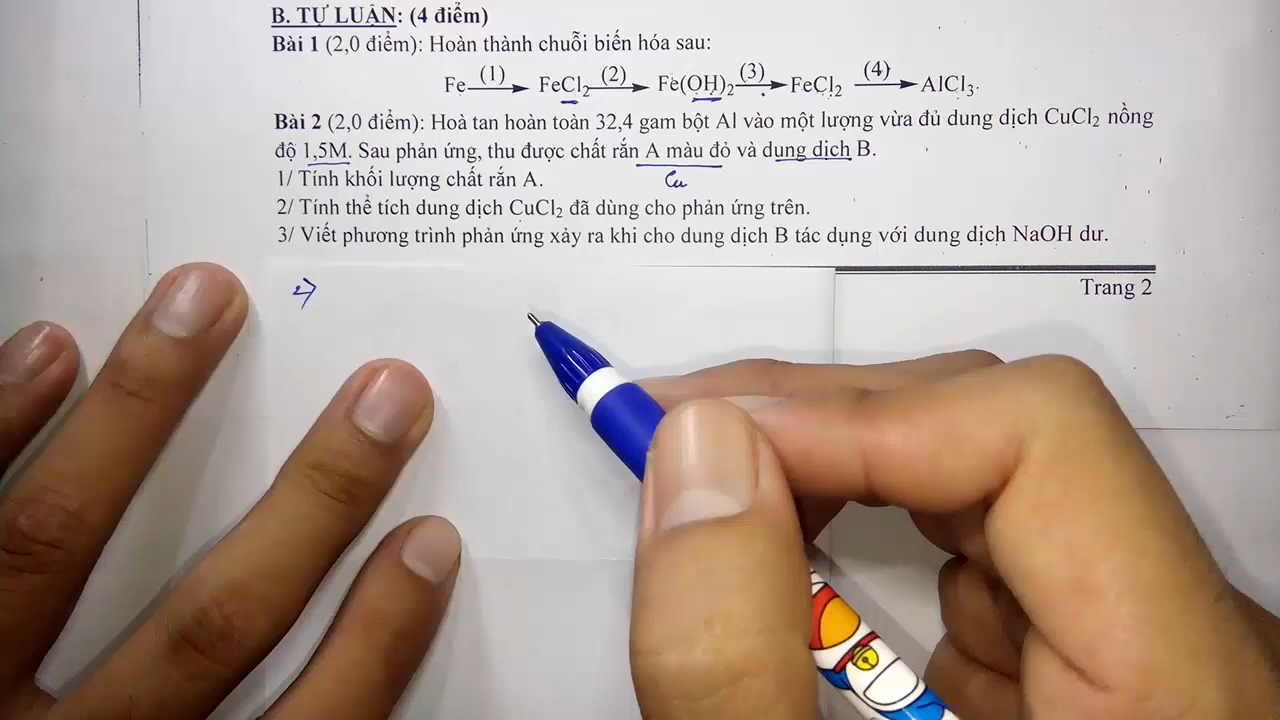 B. TỰ LUẬN: (4 điểm)
Bài 1 (2,0 điểm): Hoàn thành chuỗi biến hóa sau:
Fe (1) FeCl₂ (2) Fe(OH)₂ (3) FeCl₂ (4) AlCl₃.
Bài 2 (2,0 điểm): Hoà tan hoàn toàn 32,4 gam bột Al vào một lượng vừa đủ dung dịch CuCl₂ nồng
độ 1,5M. Sau phản ứng, thu được chất rắn A màu đỏ và dung dịch B.
Cu
1/ Tính khối lượng chất rắn A.
2/ Tính thể tích dung dịch CuCl₂ đã dùng cho phản ứng trên.
3/ Viết phương trình phản ứng xảy ra khi cho dung dịch B tác dụng với dung dịch NaOH dư.
Trang 2